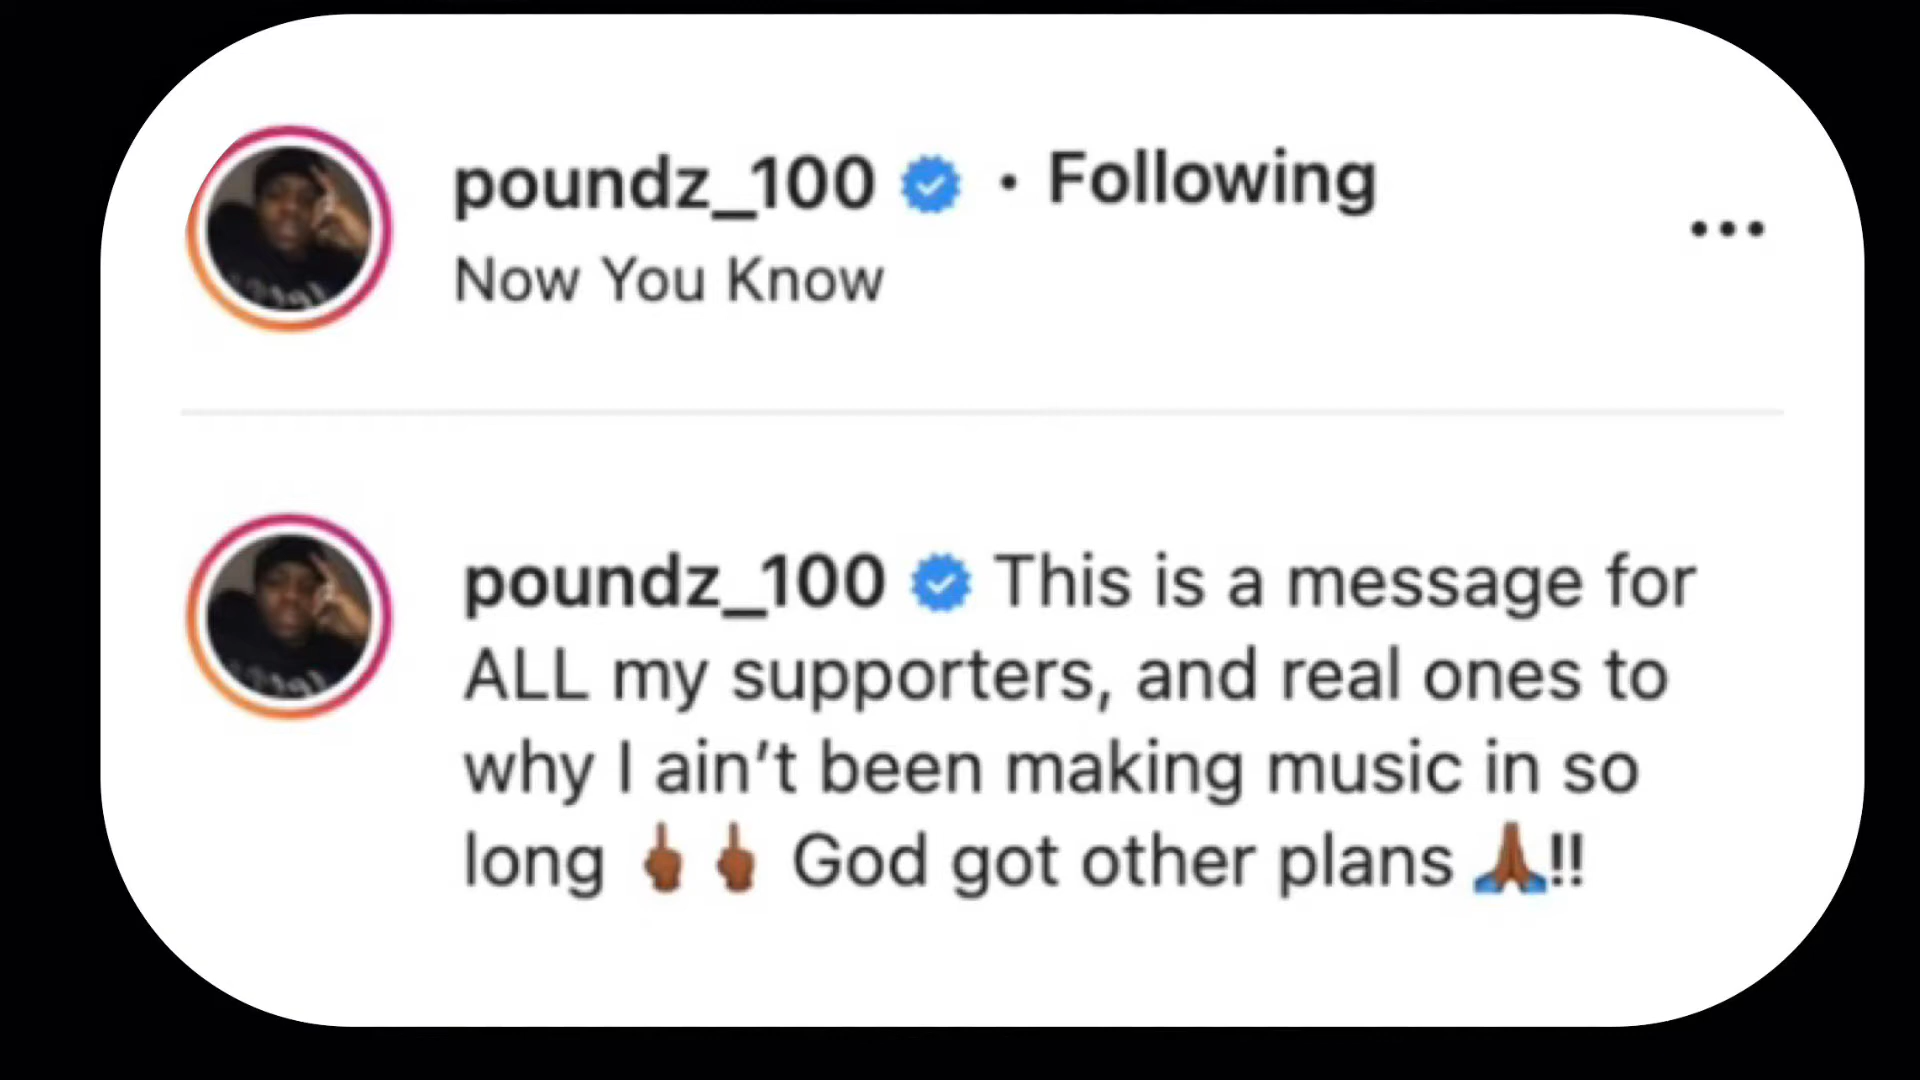 poundz_100 • Following
Now You Know
poundz_100 This is a message for
ALL my supporters, and real ones to
why I ain’t been making music in so
long 🖕🏾🖕🏾 God got other plans 🙏🏾!!